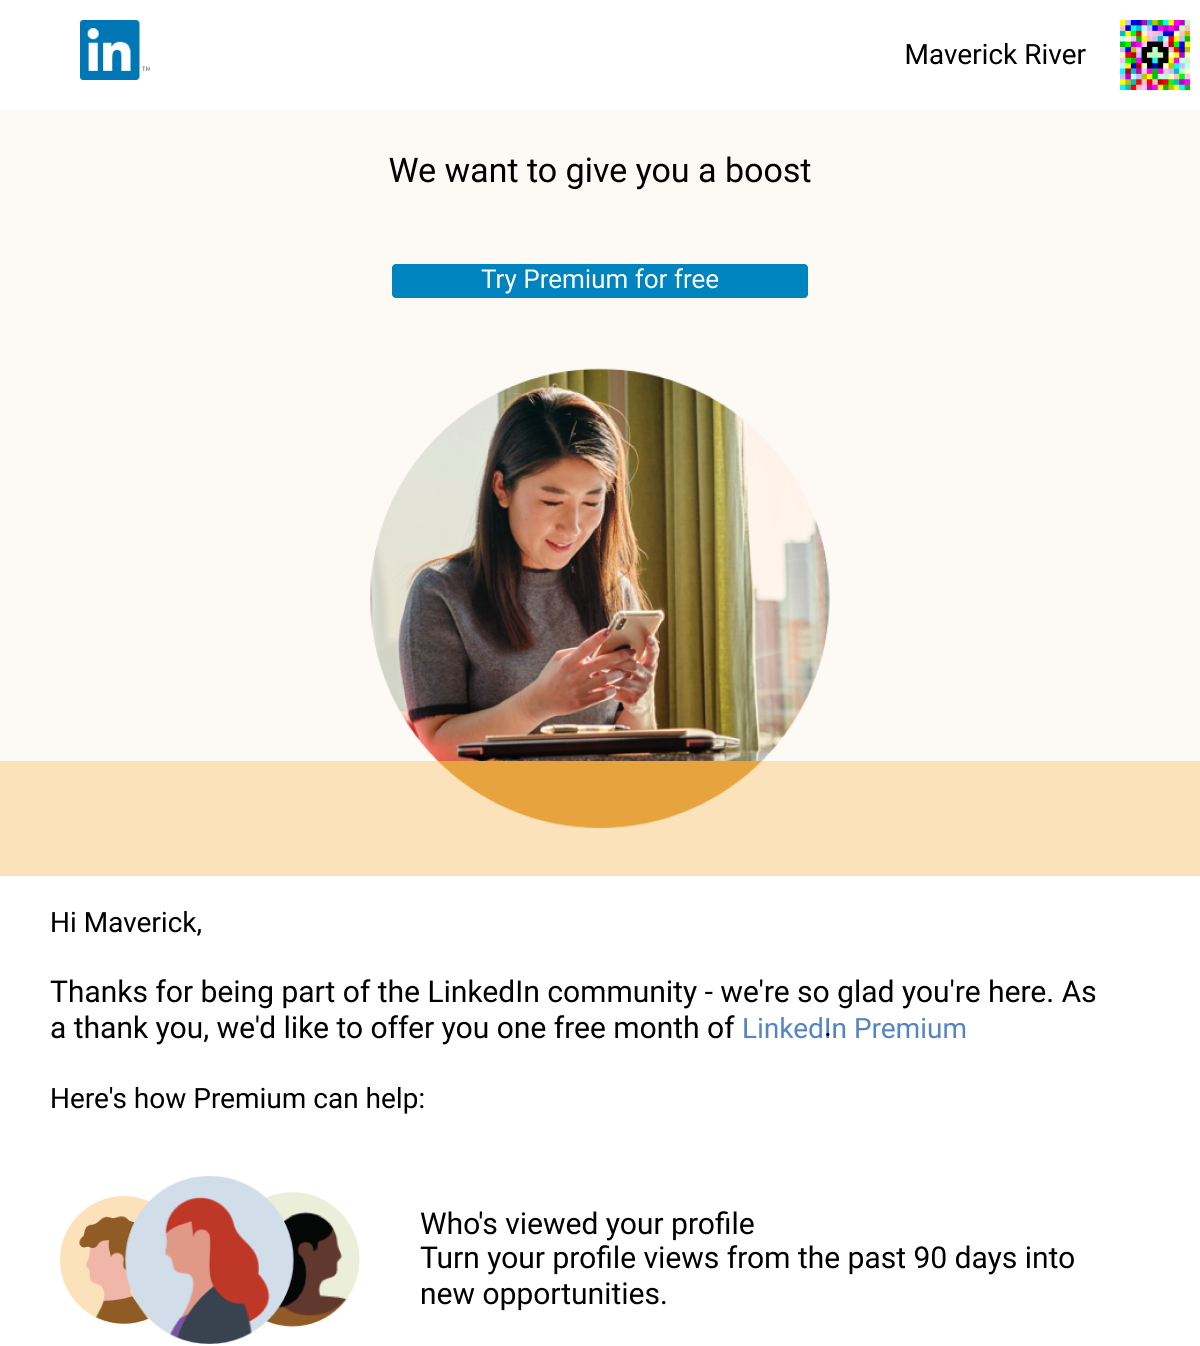 in
TM
Maverick River
We want to give you a boost
Try Premium for free
Hi Maverick,
Thanks for being part of the LinkedIn community - we're so glad you're here. As
a thank you, we'd like to offer you one free month of LinkedIn Premium.
Here's how Premium can help:
Who's viewed your profile
Turn your profile views from the past 90 days into
new opportunities.